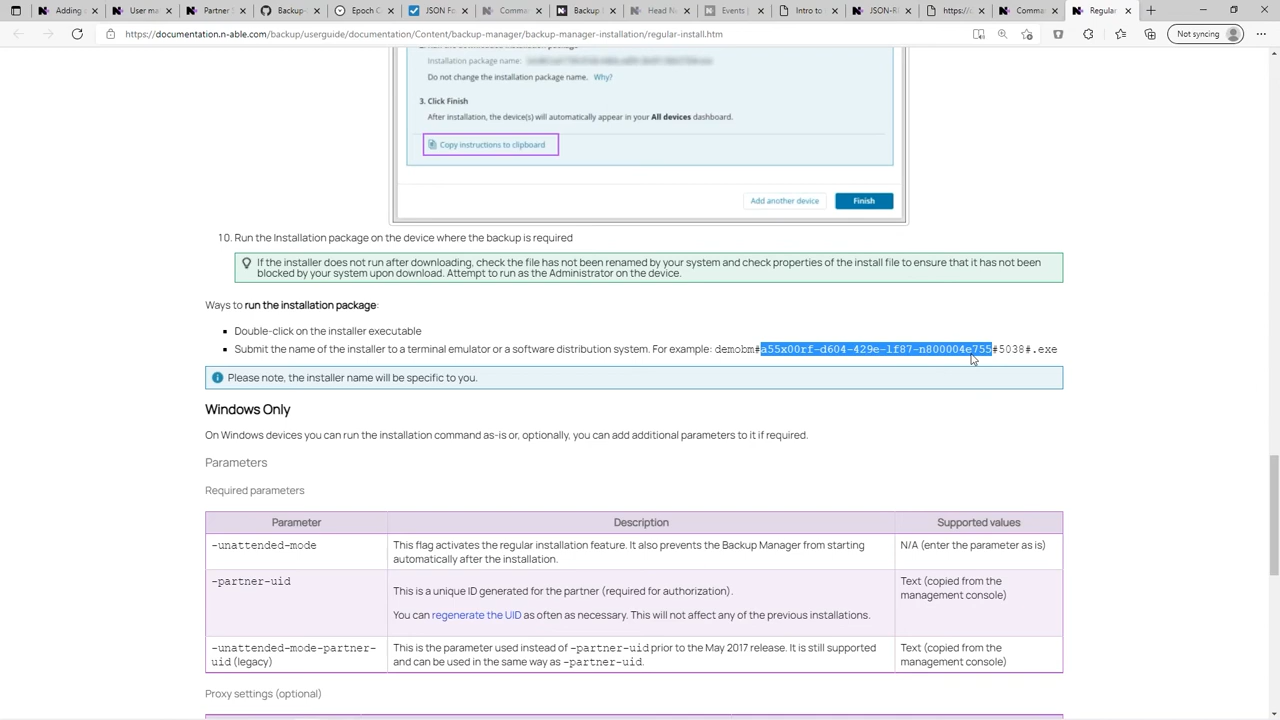 Adding
User ma
Partner
Backup-
Epoch C
JSON Fo
Comman
Backup
Head N
Events |
Intro to
JSON-R
https://
Comma
Regular
https://documentation.n-able.com/backup/userguide/documentation/Content/backup-manager/backup-manager-installation/regular-install.htm
Not syncing
Installation package name:
Do not change the installation package name. Why?
3. Click Finish
After installation, the device(s) will automatically appear in your All devices dashboard.
Copy instructions to clipboard
Add another device
Finish
10. Run the Installation package on the device where the backup is required
If the installer does not run after downloading, check the file has not been renamed by your system and check properties of the install file to ensure that it has not been
blocked by your system upon download. Attempt to run as the Administrator on the device.
Ways to run the installation package:
Double-click on the installer executable
Submit the name of the installer to a terminal emulator or a software distribution system. For example: demobm#a55x00rf-d604-429e-lf87-n800004e755#5038#.exe
Please note, the installer name will be specific to you.
Windows Only
On Windows devices you can run the installation command as-is or, optionally, you can add additional parameters to it if required.
Parameters
Required parameters
Parameter Description Supported values
-unattended-mode This flag activates the regular installation feature. It also prevents the Backup Manager from starting N/A (enter the parameter as is)
automatically after the installation.
-partner-uid This is a unique ID generated for the partner (required for authorization). Text (copied from the
management console)
You can regenerate the UID as often as necessary. This will not affect any of the previous installations.
-unattended-mode-partner- This is the parameter used instead of -partner-uid prior to the May 2017 release. It is still supported Text (copied from the
uid (legacy) and can be used in the same way as -partner-uid. management console)
Proxy settings (optional)